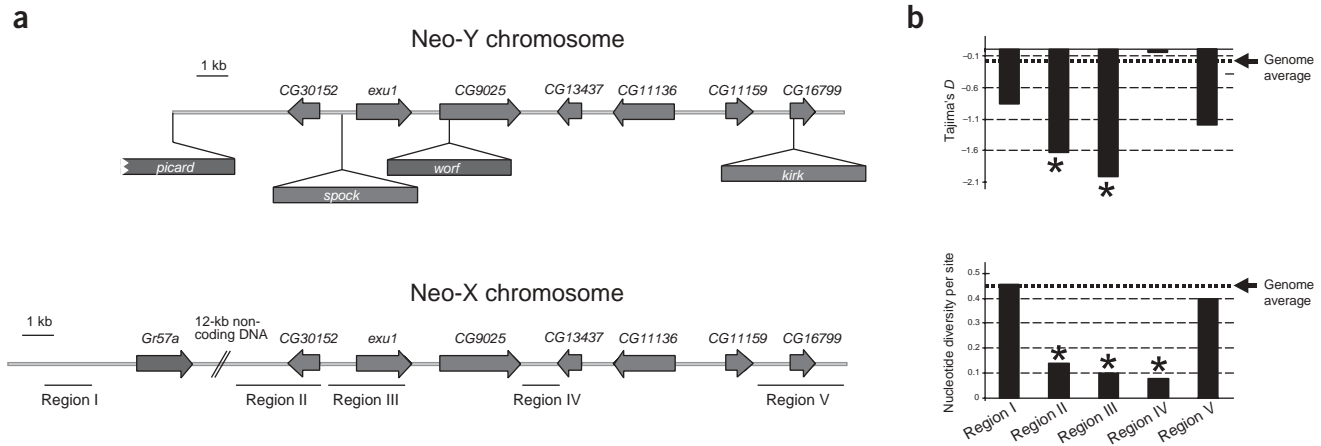 a
Neo-Y chromosome
1 kb
CG30152 exu1 CG9025 CG13437 CG11136 CG11159 CG16799
picard
spock
worf
kirk
Neo-X chromosome
1 kb
Gr57a
12-kb non-
coding DNA
CG30152 exu1 CG9025 CG13437 CG11136 CG11159 CG16799
Region I
Region II
Region III
Region IV
Region V
b
Tajima's D
–0.1
–0.6
–1.1
–1.6
–2.1
*
*
Genome
average
Nucleotide diversity per site
0.5
0.4
0.3
0.2
0.1
0
*
*
*
Genome
average
Region I
Region II
Region III
Region IV
Region V